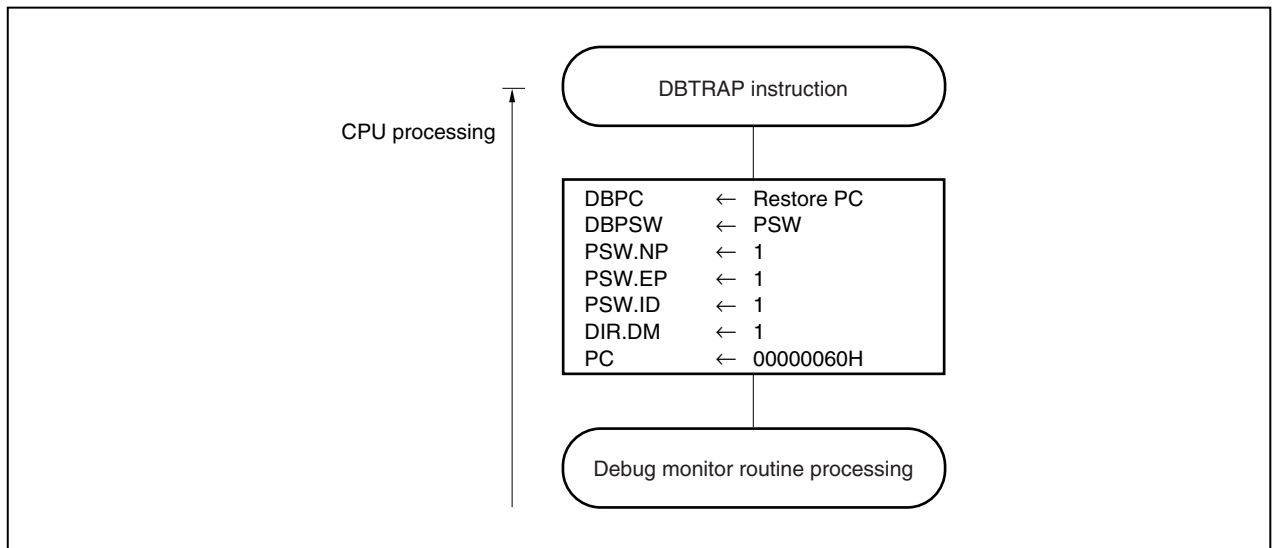 DBTRAP instruction
CPU processing
DBPC ← Restore PC
DBPSW ← PSW
PSW.NP ← 1
PSW.EP ← 1
PSW.ID ← 1
DIR.DM ← 1
PC ← 00000060H
Debug monitor routine processing